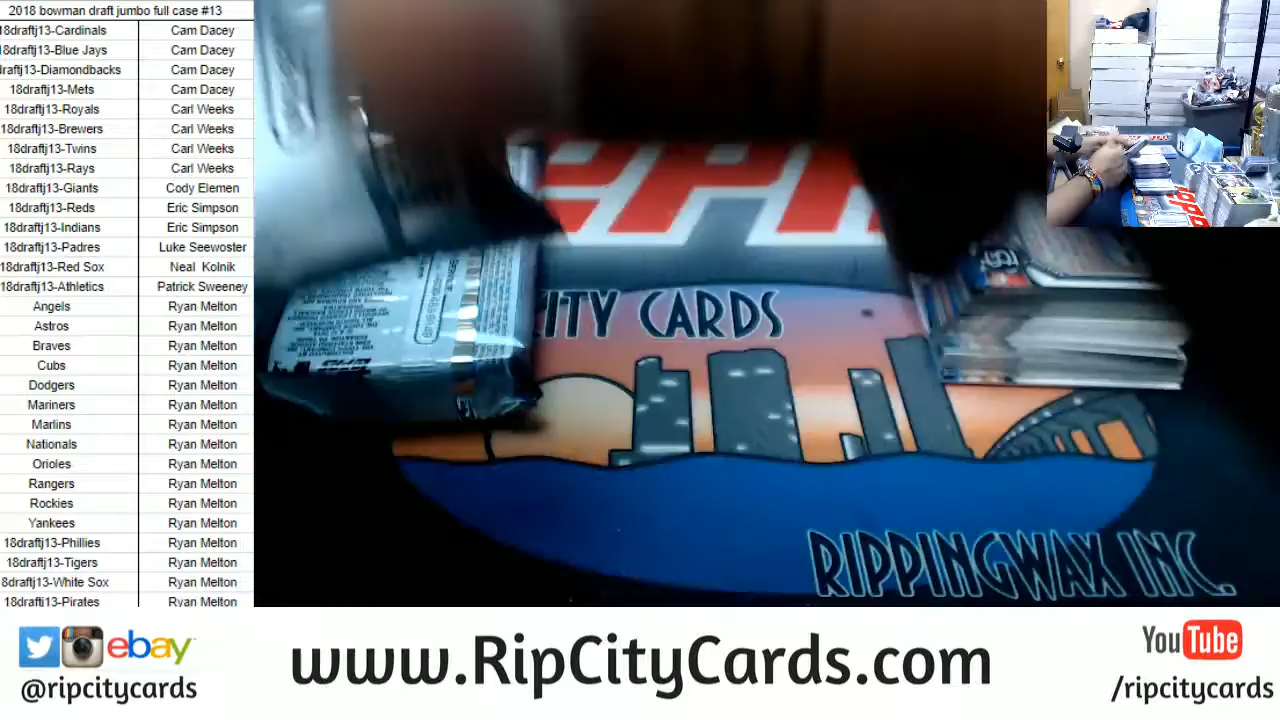 2018 bowman draft jumbo full case #13
18draftj13-Cardinals Cam Dacey
18draftj13-Blue Jays Cam Dacey
draftj13-Diamondbacks Cam Dacey
18draftj13-Mets Cam Dacey
18draftj13-Royals Carl Weeks
18draftj13-Brewers Carl Weeks
18draftj13-Twins Carl Weeks
18draftj13-Rays Carl Weeks
18draftj13-Giants Cody Elemen
18draftj13-Reds Eric Simpson
18draftj13-Indians Eric Simpson
18draftj13-Padres Luke Seewoster
18draftj13-Red Sox Neal Kolnik
18draftj13-Athletics Patrick Sweeney
Angels Ryan Melton
Astros Ryan Melton
Braves Ryan Melton
Cubs Ryan Melton
Dodgers Ryan Melton
Mariners Ryan Melton
Marlins Ryan Melton
Nationals Ryan Melton
Orioles Ryan Melton
Rangers Ryan Melton
Rockies Ryan Melton
Yankees Ryan Melton
18draftj13-Phillies Ryan Melton
18draftj13-Tigers Ryan Melton
8draftj13-White Sox Ryan Melton
18draftj13-Pirates Ryan Melton
CITY CARDS
RIPPINGWAX INC.
ebay
@ripcitycards
www.RipCityCards.com
YouTube
/ripcitycards